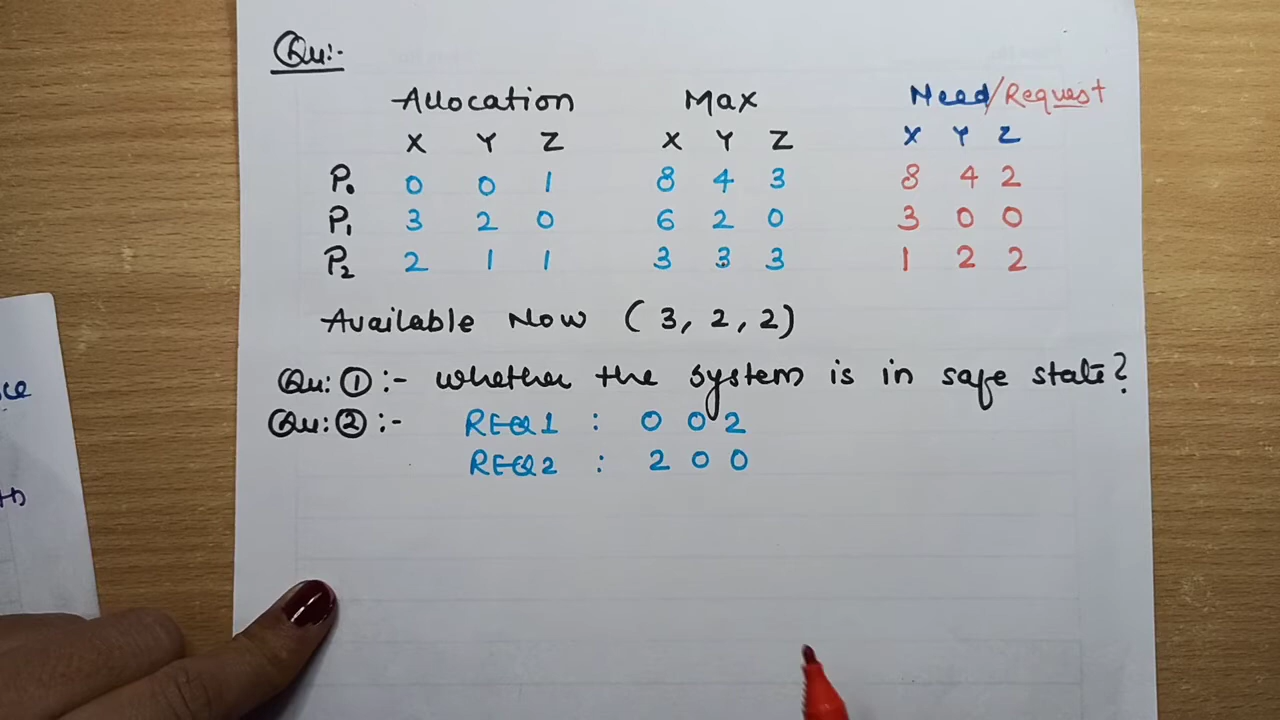 Qu:-
Allocation Max Need/Request
X Y Z X Y Z X Y Z
P0 0 0 1 8 4 3 8 4 2
P1 3 2 0 6 2 0 3 0 0
P2 2 1 1 3 3 3 1 2 2
Available Now (3, 2, 2)
Qu: ① :- Whether the system is in safe state?
Qu: ② :- REQ1 : 0 0 2
REQ2 : 2 0 0